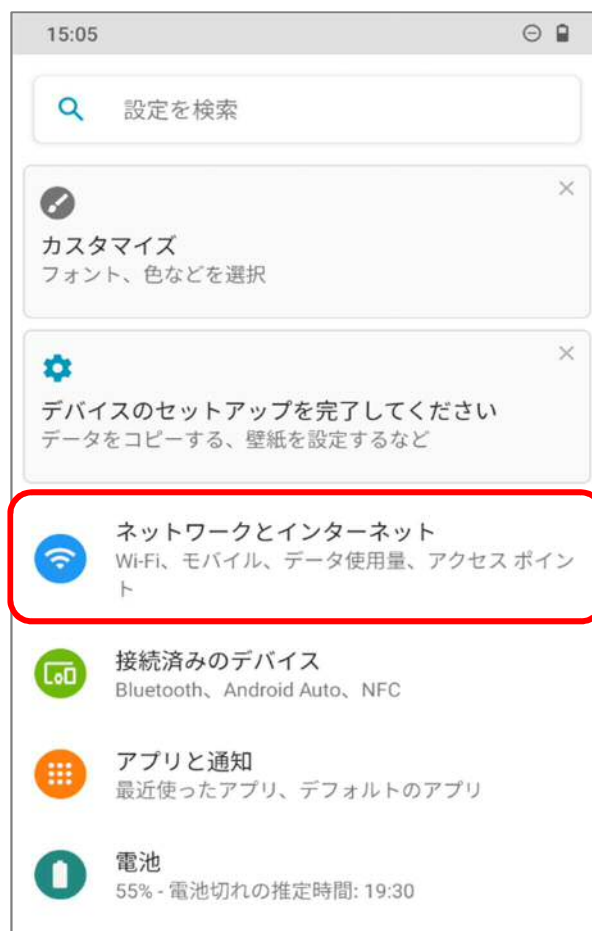 15:05
設定を検索
カスタマイズ
フォント、色などを選択
デバイスのセットアップを完了してください
データをコピーする、壁紙を設定するなど
ネットワークとインターネット
Wi-Fi、モバイル、データ使用量、アクセス ポイン
ト
接続済みのデバイス
Bluetooth、Android Auto、NFC
アプリと通知
最近使ったアプリ、デフォルトのアプリ
電池
55% - 電池切れの推定時間: 19:30